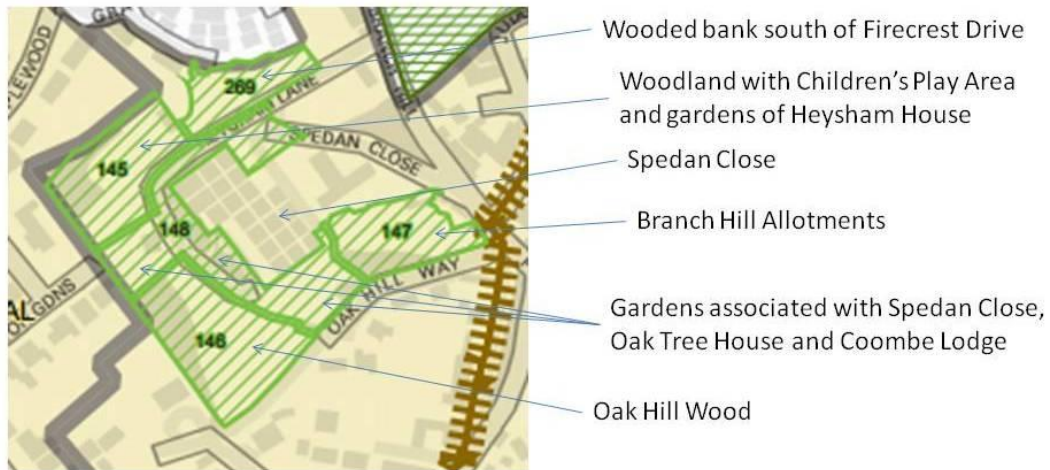 Wooded bank south of Firecrest Drive
Woodland with Children's Play Area
and gardens of Heysham House
Spedan Close
Branch Hill Allotments
Gardens associated with Spedan Close,
Oak Tree House and Coombe Lodge
Oak Hill Wood
269
LANE
SPEDAN CLOSE
145
148
147
OAK HILL WAY
146
GDNS